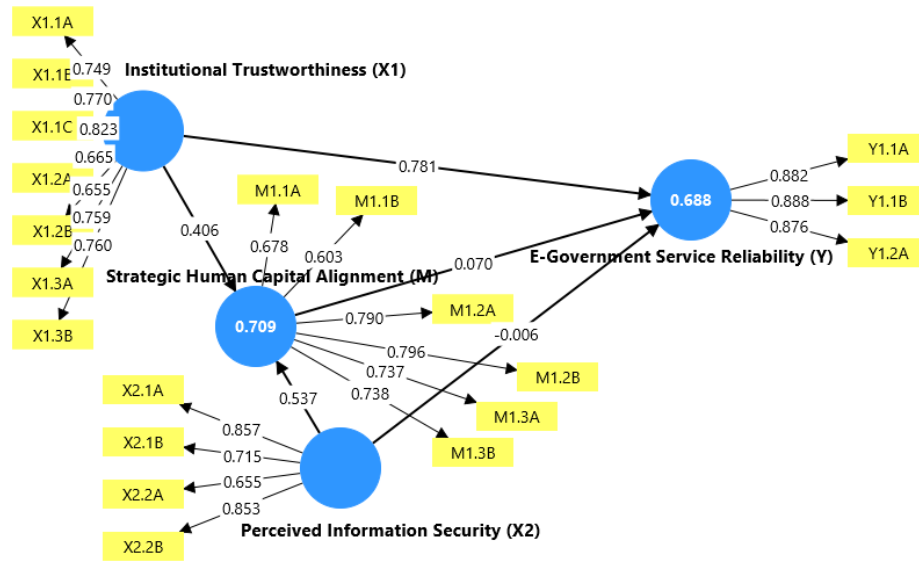 X1.1A
0.749
Institutional Trustworthiness (X1)
0.770
X1.1C
0.823
0.665
X1.2A
0.655
X1.2B
0.759
0.760
X1.3A
X1.3B
0.781
0.406
M1.1A
M1.1B
0.678
0.603
Strategic Human Capital Alignment (M)
0.709
0.070
0.688
E-Government Service Reliability (Y)
Y1.1A
0.882
Y1.1B
0.888
0.876
Y1.2A
0.790
M1.2A
-0.006
0.796
M1.2B
0.737
M1.3A
0.738
M1.3B
0.537
X2.1A
0.857
X2.1B
0.715
0.655
X2.2A
0.853
X2.2B
Perceived Information Security (X2)